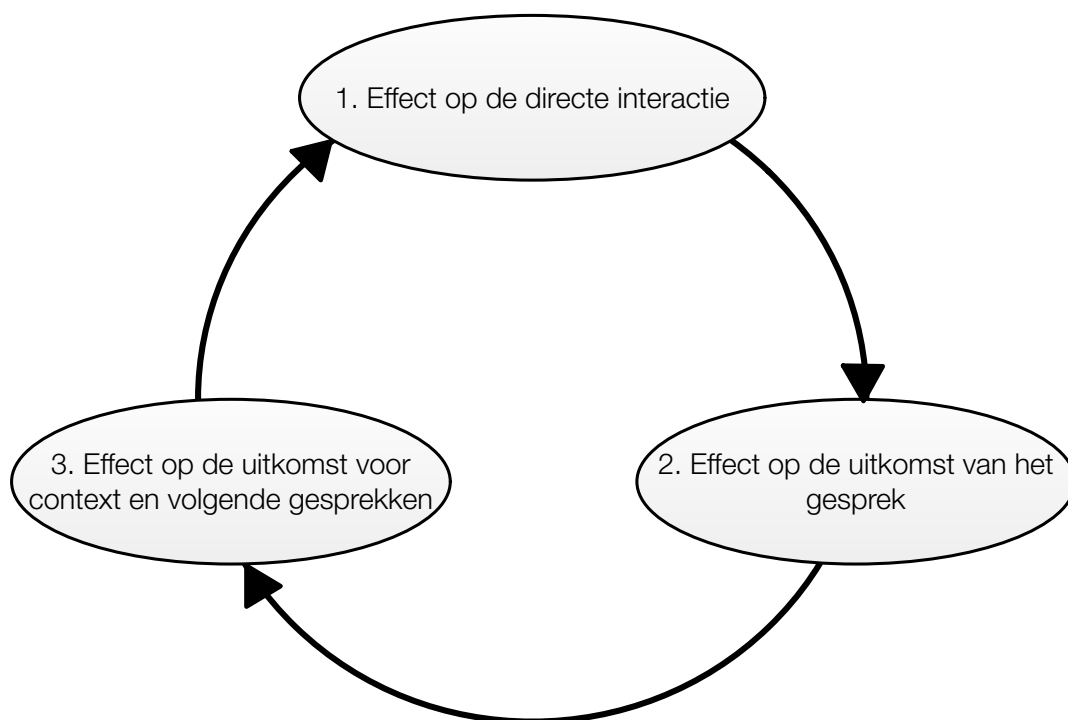 1. Effect op de directe interactie
3. Effect op de uitkomst voor
context en volgende gesprekken
2. Effect op de uitkomst van het
gesprek